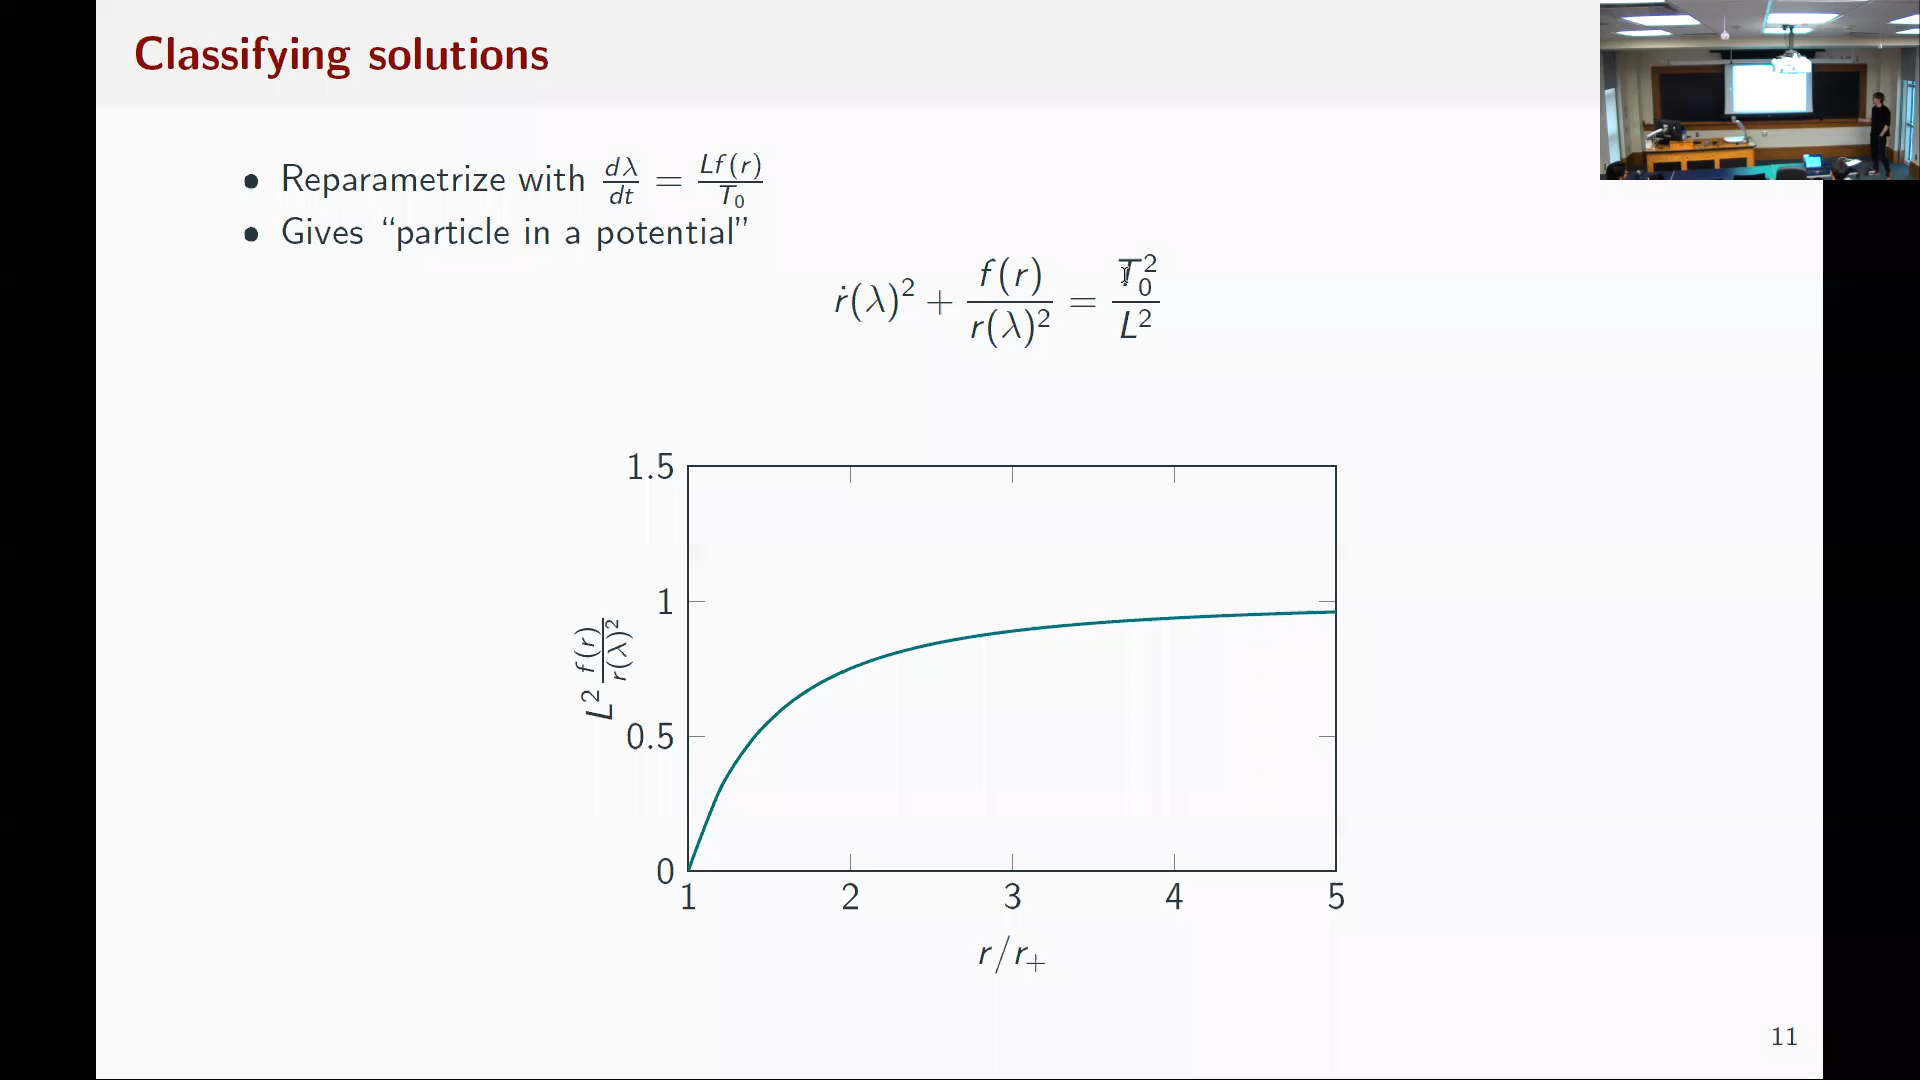 Classifying solutions
• Reparametrize with dλ/dt = Lf(r)/T₀
• Gives “particle in a potential”
ṙ(λ)² + f(r)/r(λ)² = T₀²/L²
1.5
1
0.5
0
L² f(r)/r(λ)²
1 2 3 4 5
r/r₊
11